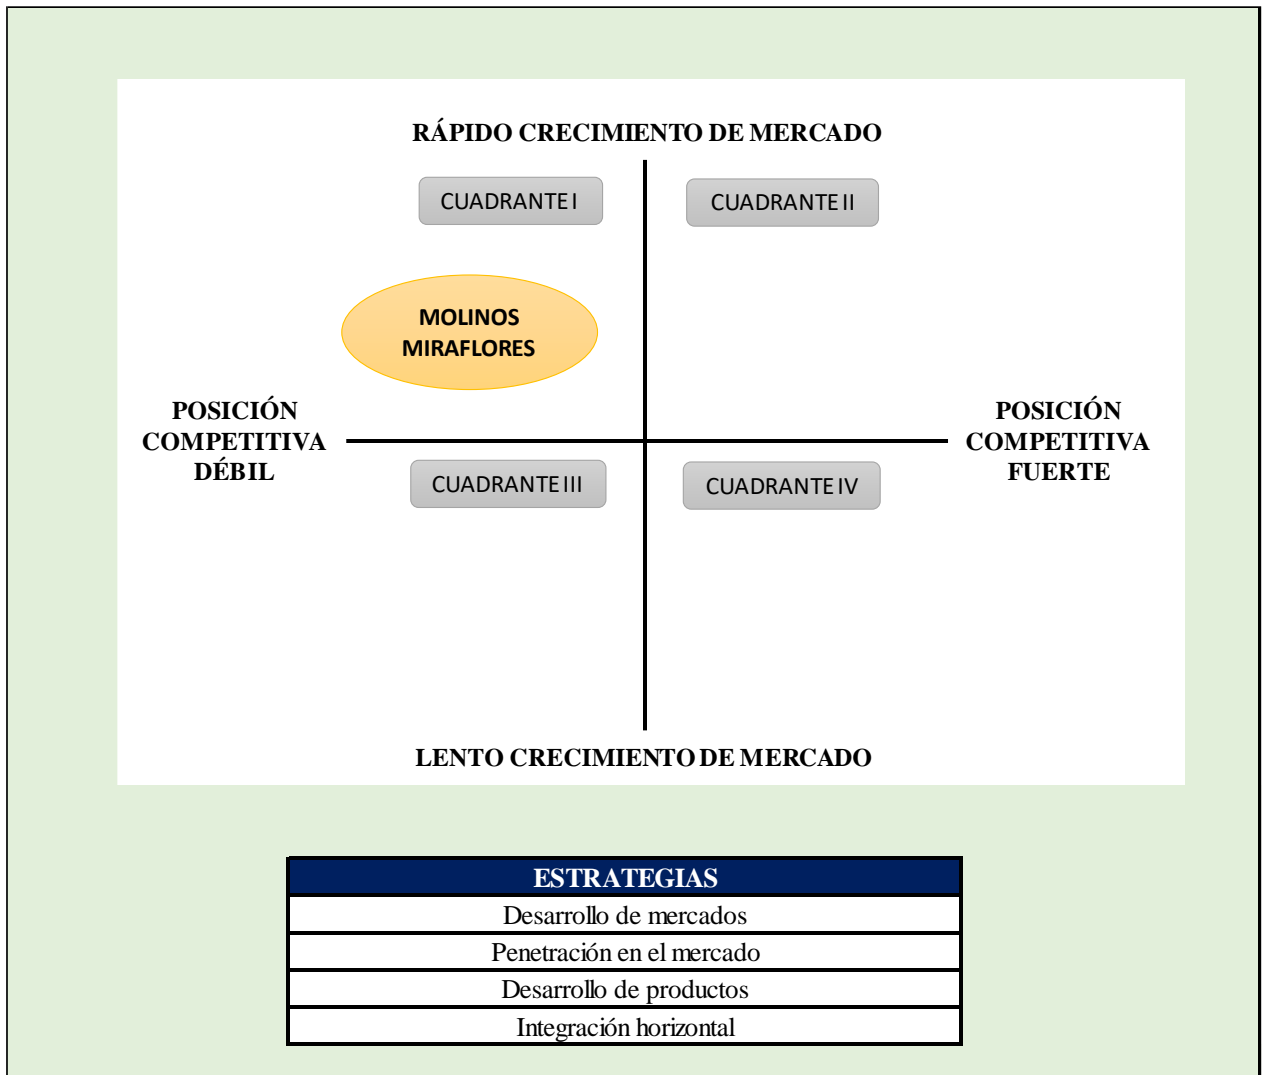 RÁPIDO CRECIMIENTO DE MERCADO
CUADRANTE I
CUADRANTE II
MOLINOS
MIRAFLORES
POSICIÓN
COMPETITIVA
DÉBIL
POSICIÓN
COMPETITIVA
FUERTE
CUADRANTE III
CUADRANTE IV
LENTO CRECIMIENTO DE MERCADO
ESTRATEGIAS
Desarrollo de mercados
Penetración en el mercado
Desarrollo de productos
Integración horizontal